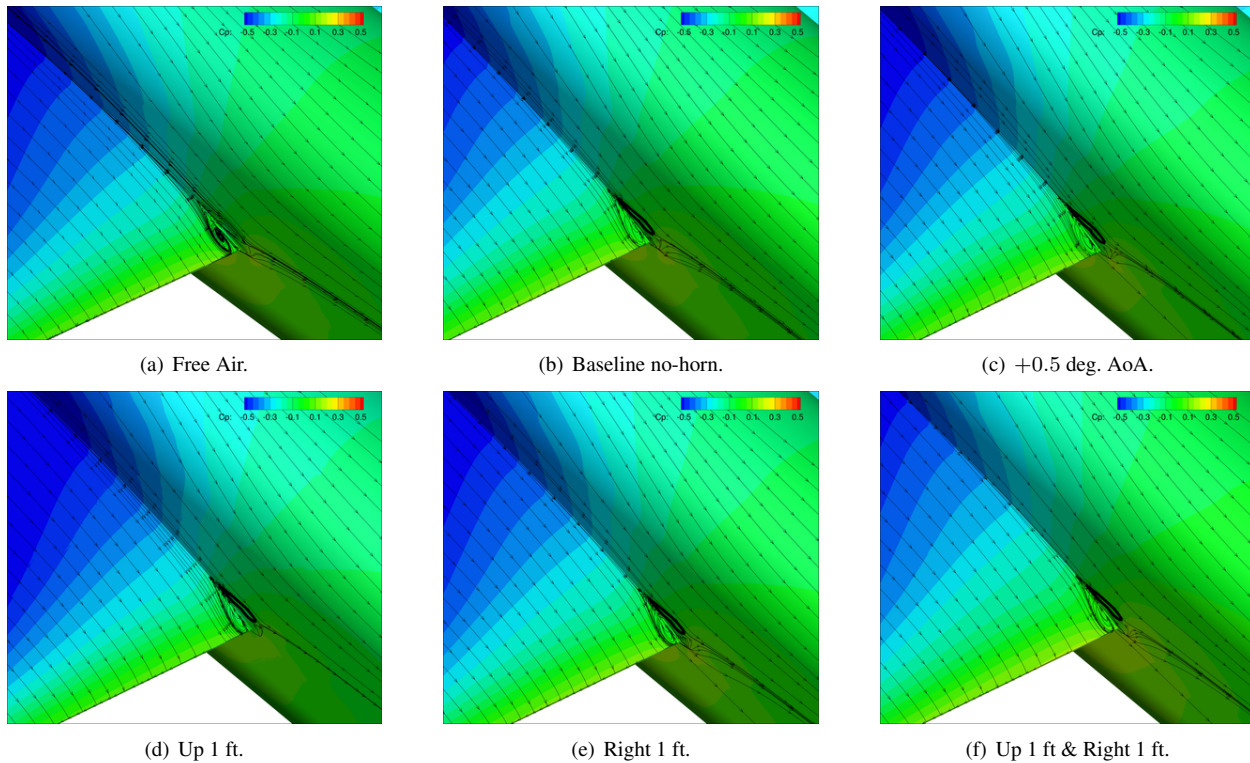 Cp: -0.5 -0.3 -0.1 0.1 0.3 0.5
Cp: -0.5 -0.3 -0.1 0.1 0.3 0.5
Cp: -0.5 -0.3 -0.1 0.1 0.3 0.5
(a) Free Air.
(b) Baseline no-horn.
(c) +0.5 deg. AoA.
Cp: -0.5 -0.3 -0.1 0.1 0.3 0.5
Cp: -0.5 -0.3 -0.1 0.1 0.3 0.5
Cp: -0.5 -0.3 -0.1 0.1 0.3 0.5
(d) Up 1 ft.
(e) Right 1 ft.
(f) Up 1 ft & Right 1 ft.